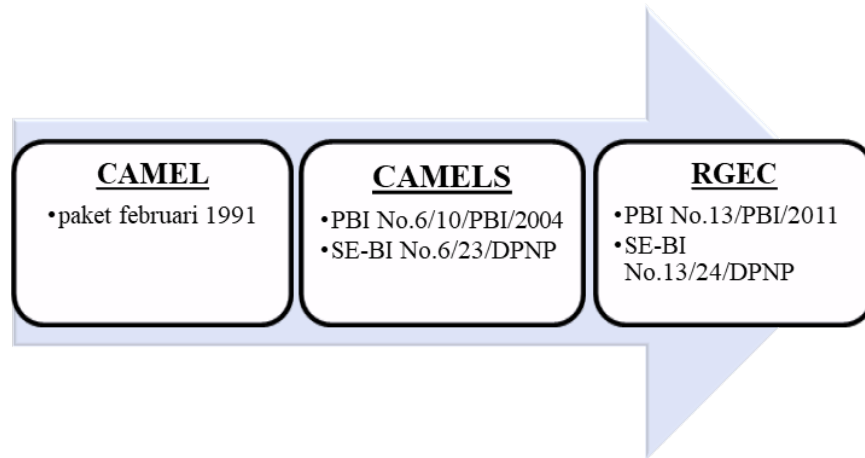 CAMEL
•paket februari 1991
CAMELS
•PBI No.6/10/PBI/2004
•SE-BI No.6/23/DPNP
RGEC
•PBI No.13/PBI/2011
•SE-BI
No.13/24/DPNP